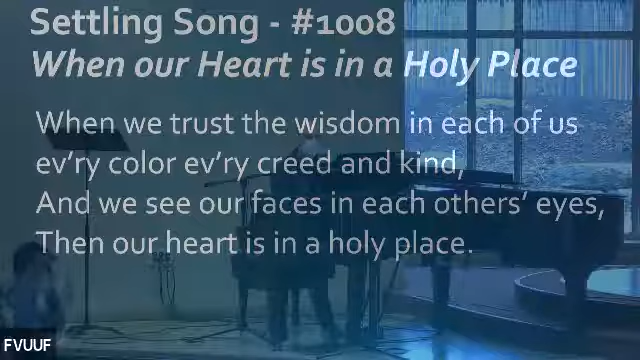 Settling Song - #1008
When our Heart is in a Holy Place
When we trust the wisdom in each of us
ev'ry color ev'ry creed and kind,
And we see our faces in each others' eyes,
Then our heart is in a holy place.
FVUUF